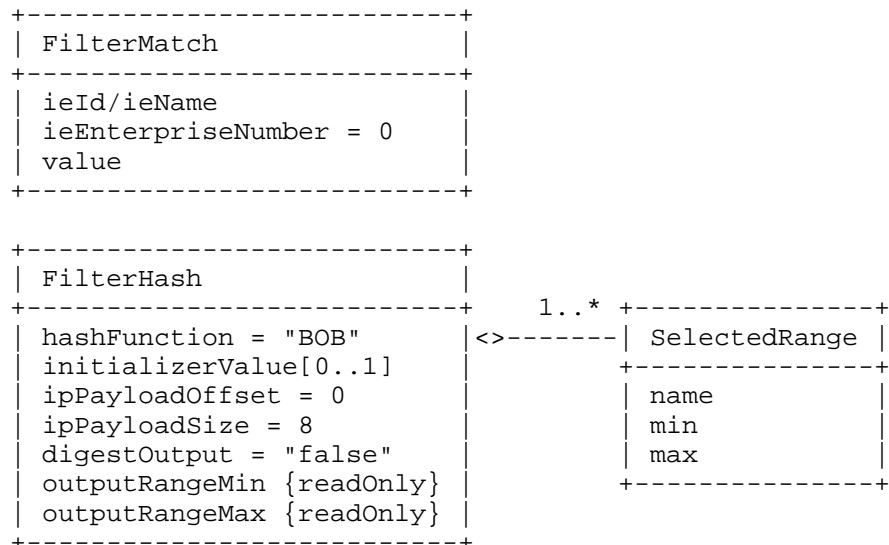 +---------------------------+
| FilterMatch               |
+---------------------------+
| ieId/ieName               |
| ieEnterpriseNumber = 0    |
| value                     |
+---------------------------+
+---------------------------+
| FilterHash                |
+---------------------------+    1..* +---------------+
| hashFunction = "BOB"      |<>-------| SelectedRange |
| initializerValue[0..1]    |         +---------------+
| ipPayloadOffset = 0       |         | name          |
| ipPayloadSize = 8         |         | min           |
| digestOutput = "false"    |         | max           |
| outputRangeMin {readOnly} |         +---------------+
| outputRangeMax {readOnly} |
+---------------------------+